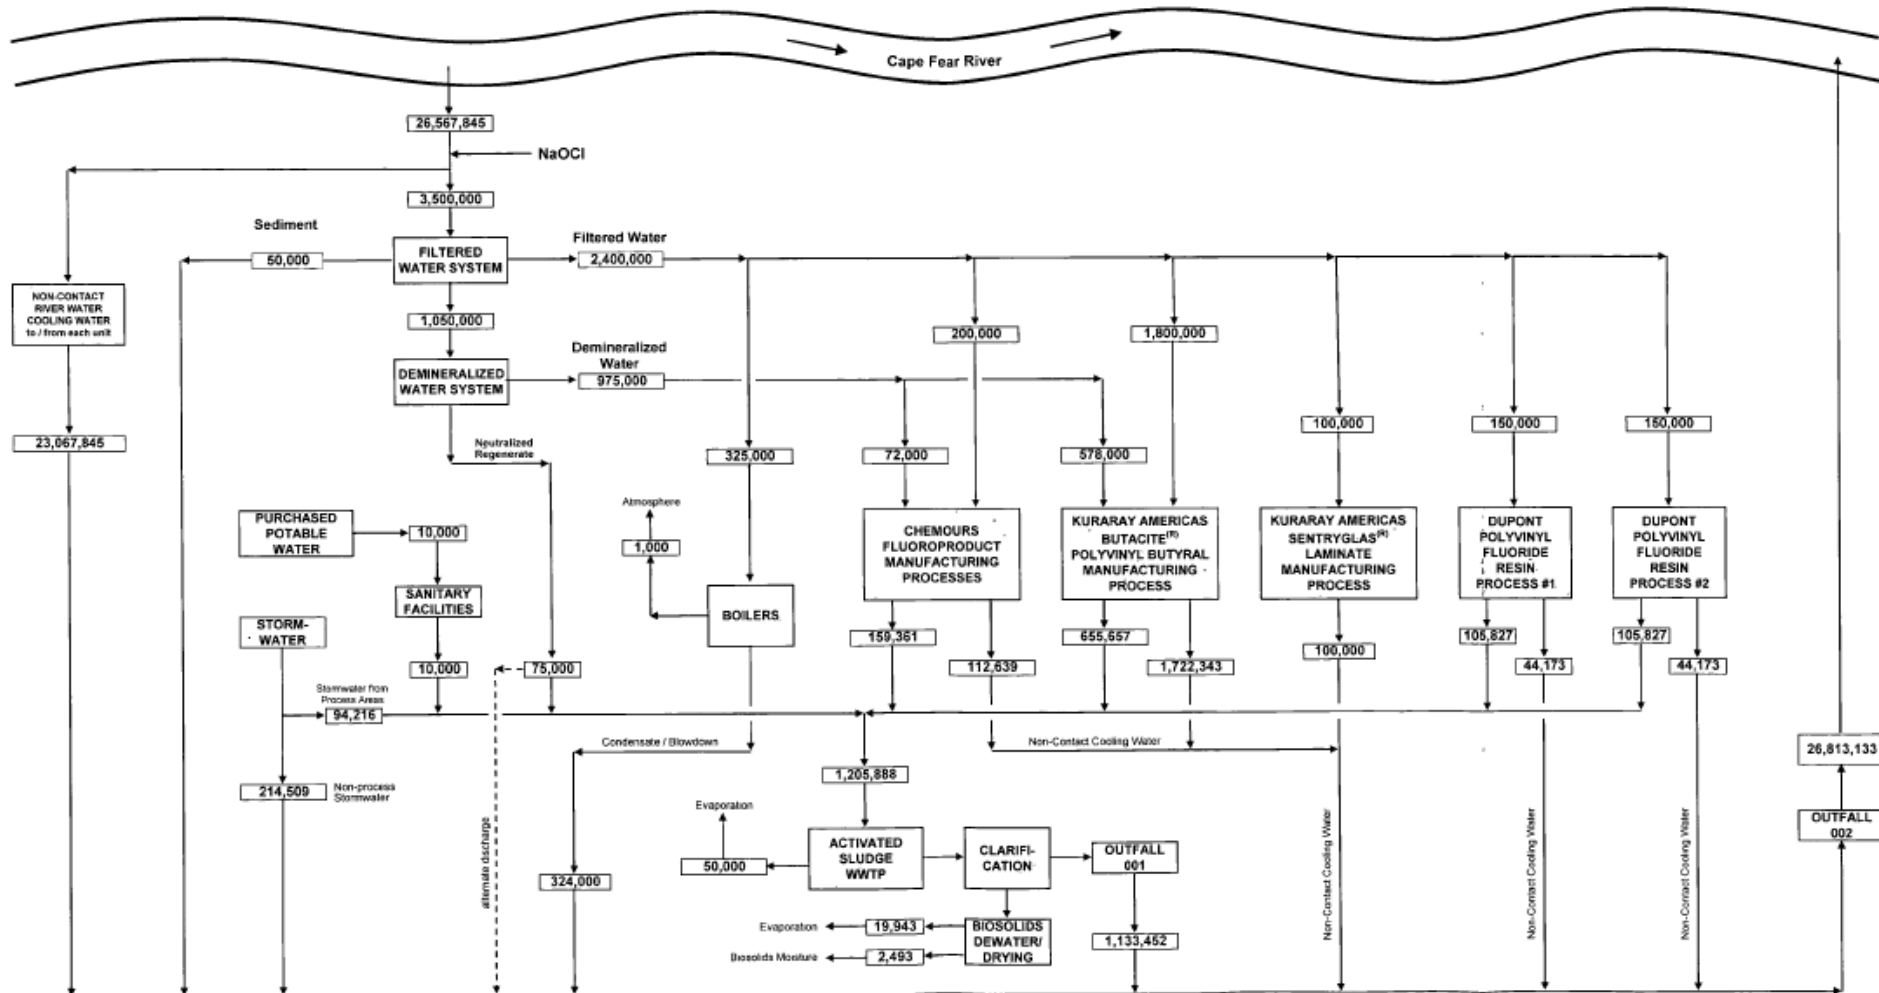 Cape Fear River
26,567,845
NaOCl
3,500,000
Sediment
50,000
FILTERED
WATER SYSTEM
Filtered Water
2,400,000
NON-CONTACT
RIVER WATER
COOLING WATER
to / from each unit
1,050,000
200,000
1,800,000
DEMINERALIZED
WATER SYSTEM
Demineralized
Water
975,000
23,067,845
Neutralized
Regenerate
325,000
72,000
578,000
100,000
150,000
150,000
PURCHASED
POTABLE
WATER
10,000
Atmosphere
1,000
CHEMOURS
FLUOROPRODUCT
MANUFACTURING
PROCESSES
KURARAY AMERICAS
BUTACITE(R)
POLYVINYL BUTYRAL
MANUFACTURING
PROCESS
KURARAY AMERICAS
SENTRYGLAS(R)
LAMINATE
MANUFACTURING
PROCESS
DUPONT
POLYVINYL
FLUORIDE
RESIN
PROCESS #1
DUPONT
POLYVINYL
FLUORIDE
RESIN
PROCESS #2
SANITARY
FACILITIES
STORM-
WATER
BOILERS
159,361
655,657
105,827
105,827
10,000
75,000
112,639
1,722,343
100,000
44,173
44,173
Stormwater from
Process Areas
94,216
Condensate / Blowdown
Non-Contact Cooling Water
26,813,133
1,205,888
214,509
Non-process
Stormwater
Evaporation
50,000
ACTIVATED
SLUDGE
WWTP
CLARIFI-
CATION
OUTFALL
001
OUTFALL
002
alternate discharge
324,000
Non-Contact Cooling Water
Non-Contact Cooling Water
Non-Contact Cooling Water
Evaporation
19,943
BIOSOLIDS
DEWATER/
DRYING
1,133,452
Biosolids Moisture
2,493